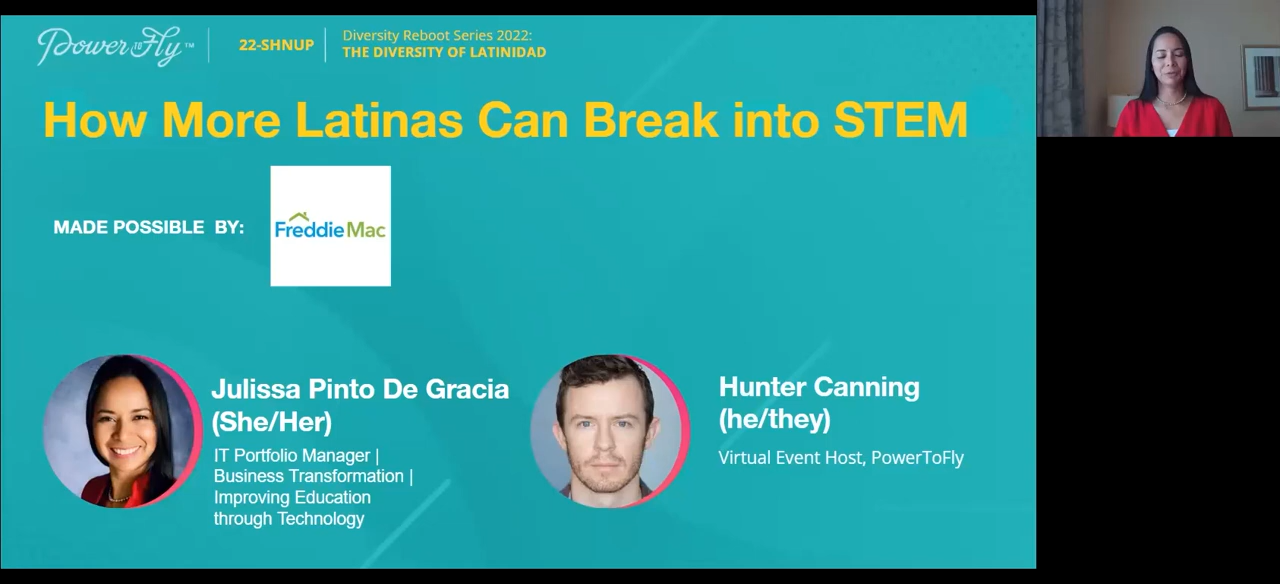 PowerToFly™
22-SHNUP
Diversity Reboot Series 2022:
THE DIVERSITY OF LATINIDAD
How More Latinas Can Break into STEM
MADE POSSIBLE BY:
FreddieMac
Julissa Pinto De Gracia
(She/Her)
IT Portfolio Manager |
Business Transformation |
Improving Education
through Technology
Hunter Canning
(he/they)
Virtual Event Host, PowerToFly